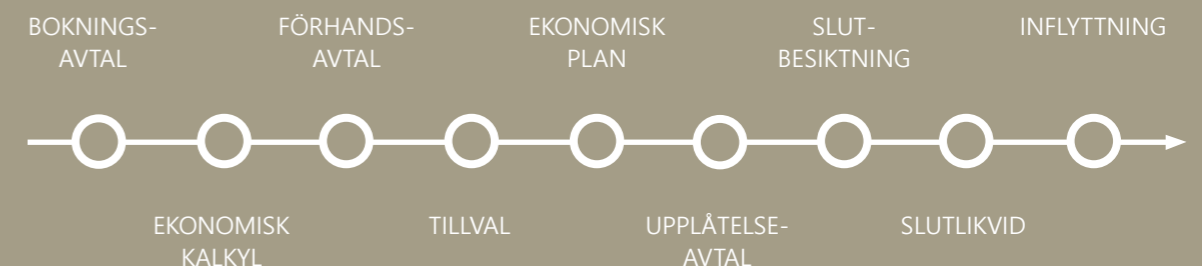 BOKNINGS-
AVTAL
FÖRHANDS-
AVTAL
EKONOMISK
PLAN
SLUT-
BESIKTNING
INFLYTTNING
EKONOMISK
KALKYL
TILLVAL
UPPLÅTELSE-
AVTAL
SLUTLIKVID